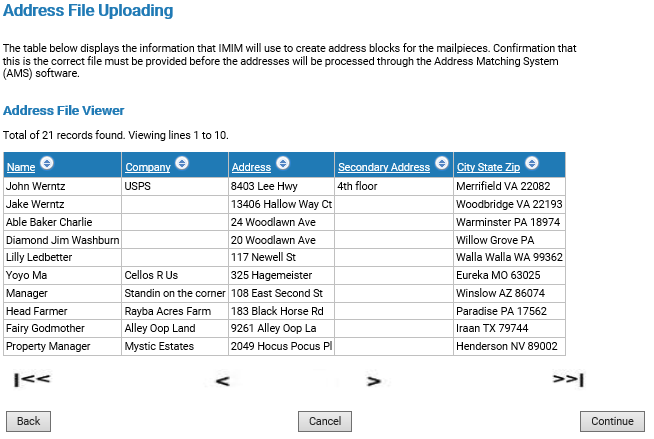 Address File Uploading
The table below displays the information that IMIM will use to create address blocks for the mailpieces. Confirmation that
this is the correct file must be provided before the addresses will be processed through the Address Matching System
(AMS) software.
Address File Viewer
Total of 21 records found. Viewing lines 1 to 10.
Name Company Address Secondary Address City State Zip
John Werntz USPS 8403 Lee Hwy 4th floor Merrifield VA 22082
Jake Werntz 13406 Hallow Way Ct Woodbridge VA 22193
Able Baker Charlie 24 Woodlawn Ave Warminster PA 18974
Diamond Jim Washburn 20 Woodlawn Ave Willow Grove PA
Lilly Ledbetter 117 Newell St Walla Walla WA 99362
Yoyo Ma Cellos R Us 325 Hagemeister Eureka MO 63025
Manager Standin on the corner 108 East Second St Winslow AZ 86074
Head Farmer Rayba Acres Farm 183 Black Horse Rd Paradise PA 17562
Fairy Godmother Alley Oop Land 9261 Alley Oop La Iraan TX 79744
Property Manager Mystic Estates 2049 Hocus Pocus Pl Henderson NV 89002
|<< < > >>|
Back Cancel Continue